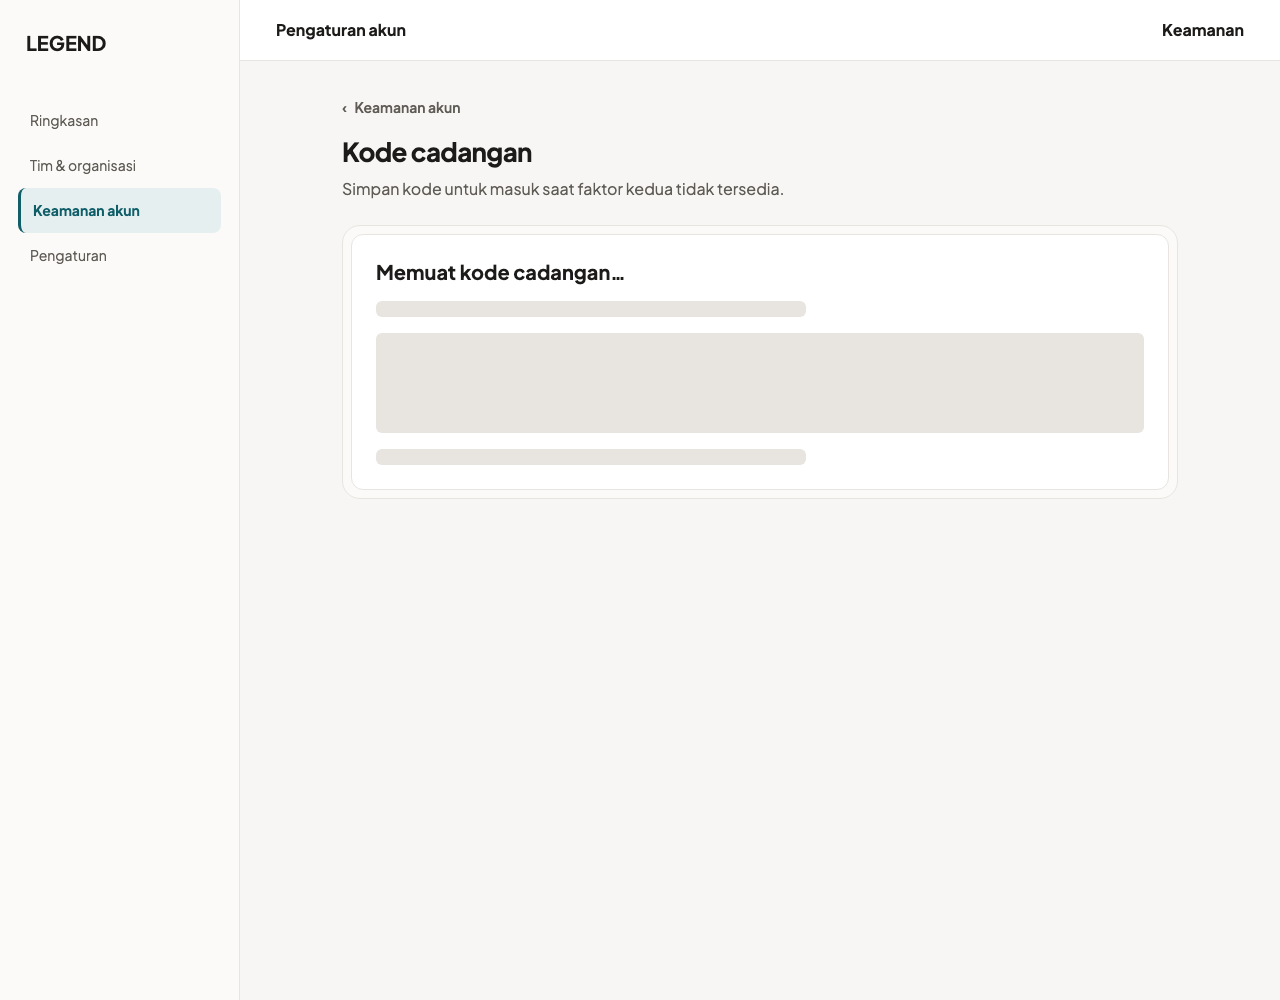 LEGEND
Pengaturan akun
Keamanan
Ringkasan
Tim & organisasi
Keamanan akun
Pengaturan
‹ Keamanan akun
Kode cadangan
Simpan kode untuk masuk saat faktor kedua tidak tersedia.
Memuat kode cadangan…